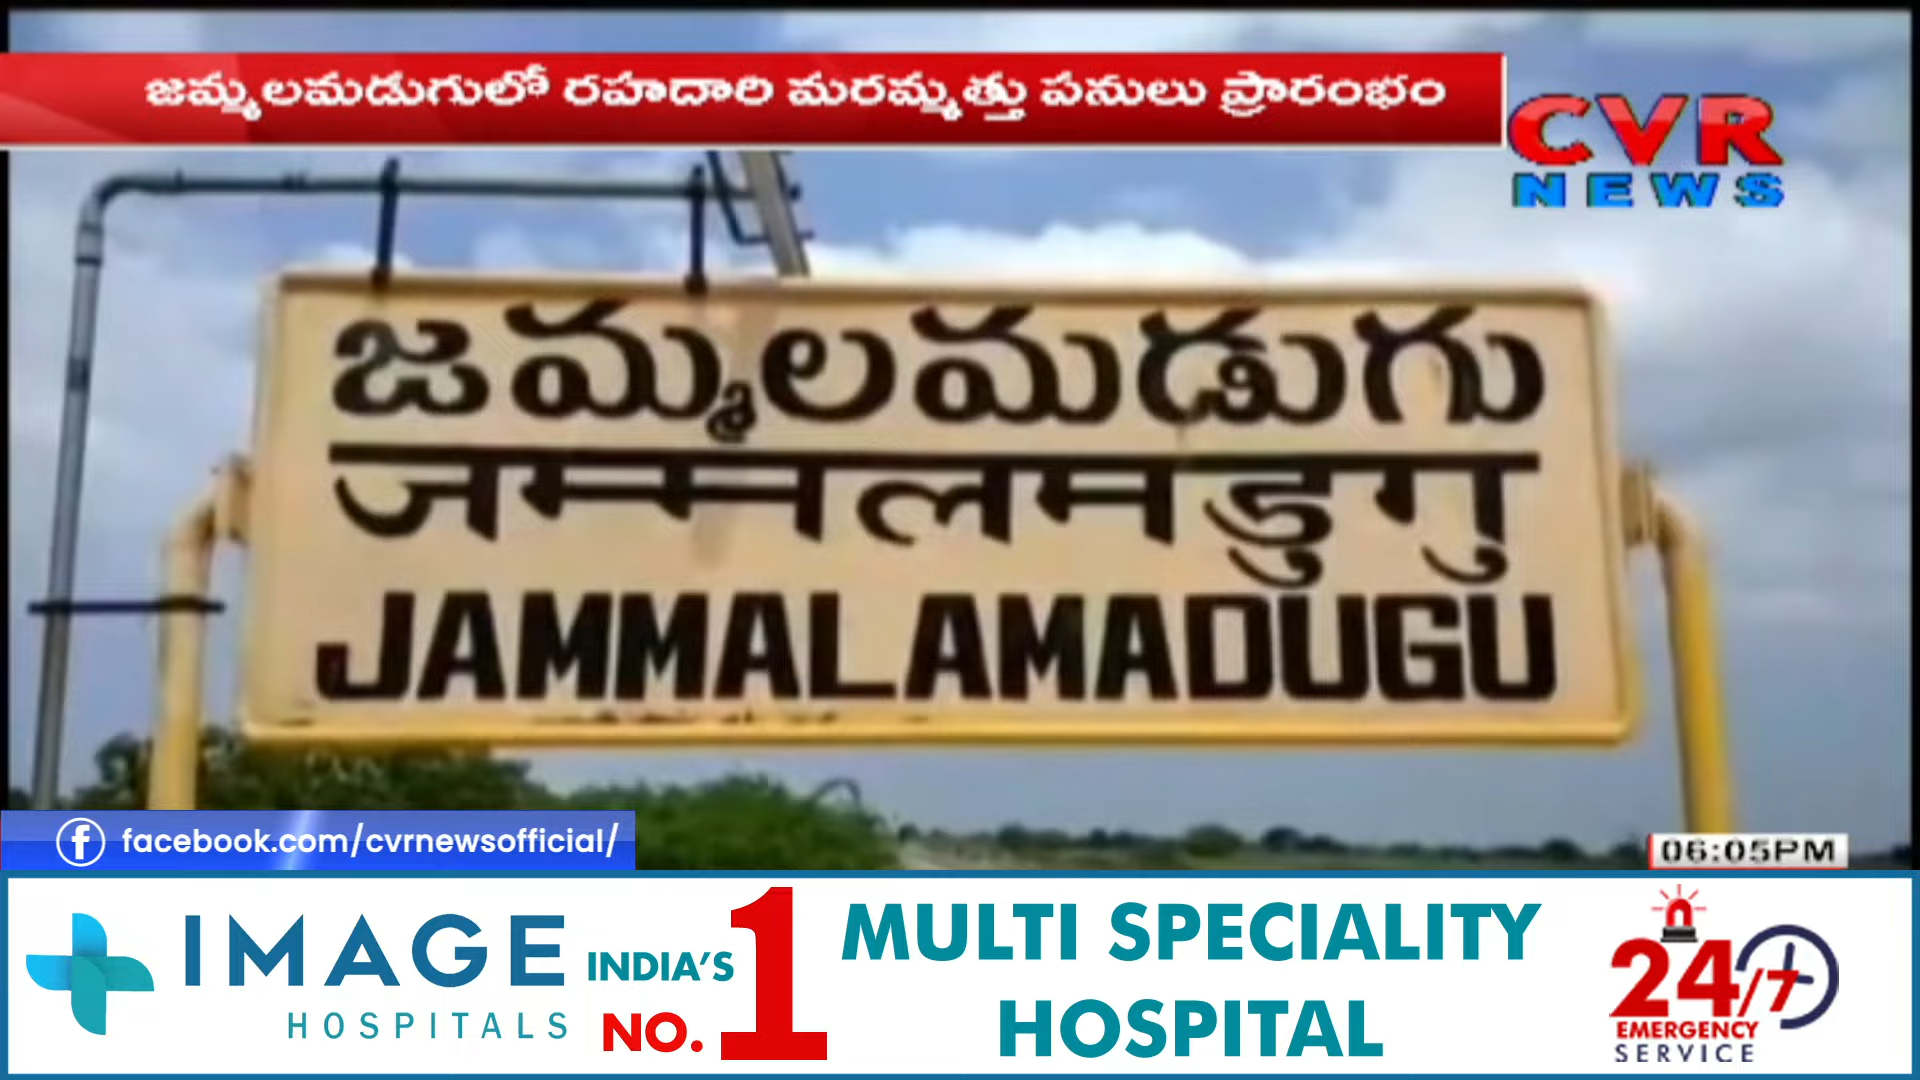 జమ్మలమడుగులో రహదారి మరమ్మత్తు పనులు ప్రారంభం
CVR
NEWS
జమ్మలమడుగు
जम्मलमडुगु
JAMMALAMADUGU
facebook.com/cvrnewsofficial/
06:05PM
IMAGE
HOSPITALS
INDIA'S
NO. 1
MULTI SPECIALITY
HOSPITAL
24/7
EMERGENCY
SERVICE